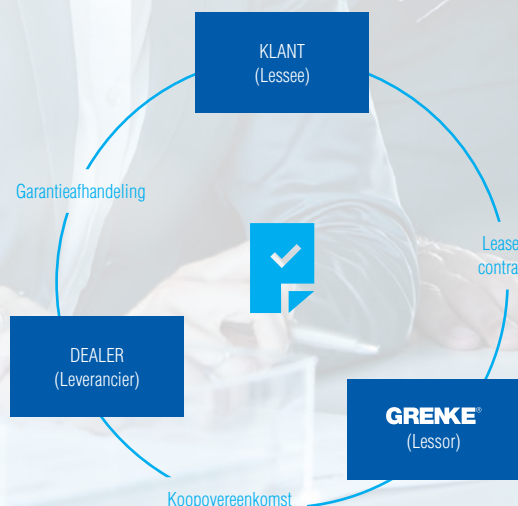 KLANT
(Lessee)
Garantieafhandeling
Lease
contra
DEALER
(Leverancier)
GRENKE®
(Lessor)
Koopovereenkomst